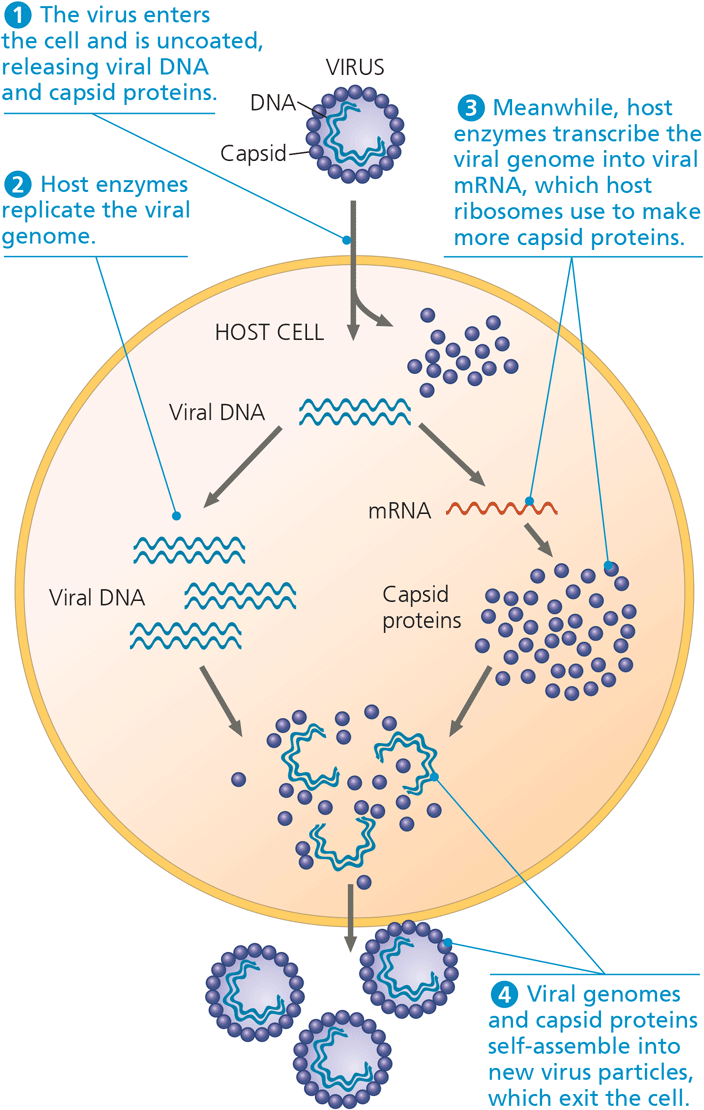 1 The virus enters
the cell and is uncoated,
releasing viral DNA
and capsid proteins.
VIRUS
DNA
Capsid
3 Meanwhile, host
enzymes transcribe the
viral genome into viral
mRNA, which host
ribosomes use to make
more capsid proteins.
2 Host enzymes
replicate the viral
genome.
HOST CELL
Viral DNA
mRNA
Viral DNA
Capsid
proteins
4 Viral genomes
and capsid proteins
self-assemble into
new virus particles,
which exit the cell.